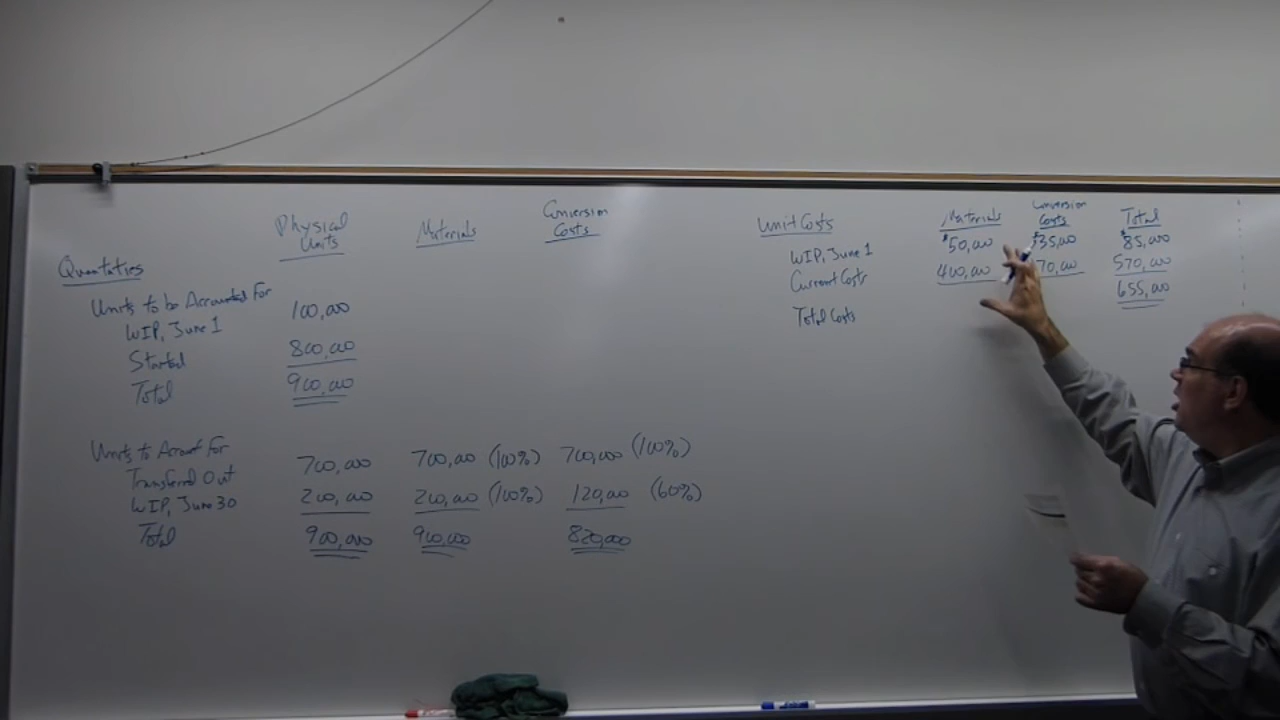 Physical Units Materials Conversion Costs
Quantities
Units to be Accounted For
WIP, June 1 100,000
Started 800,000
Total 900,000
Units to Account For
Transferred Out 700,000 700,000 (100%) 700,000 (100%)
WIP, June 30 200,000 200,000 (100%) 120,000 (60%)
Total 900,000 900,000 820,000
Unit Costs Materials Conversion Costs Total
WIP, June 1 $50,000 $35,000 $85,000
Current Costs 400,000 70,000 570,000
655,000
Total Costs